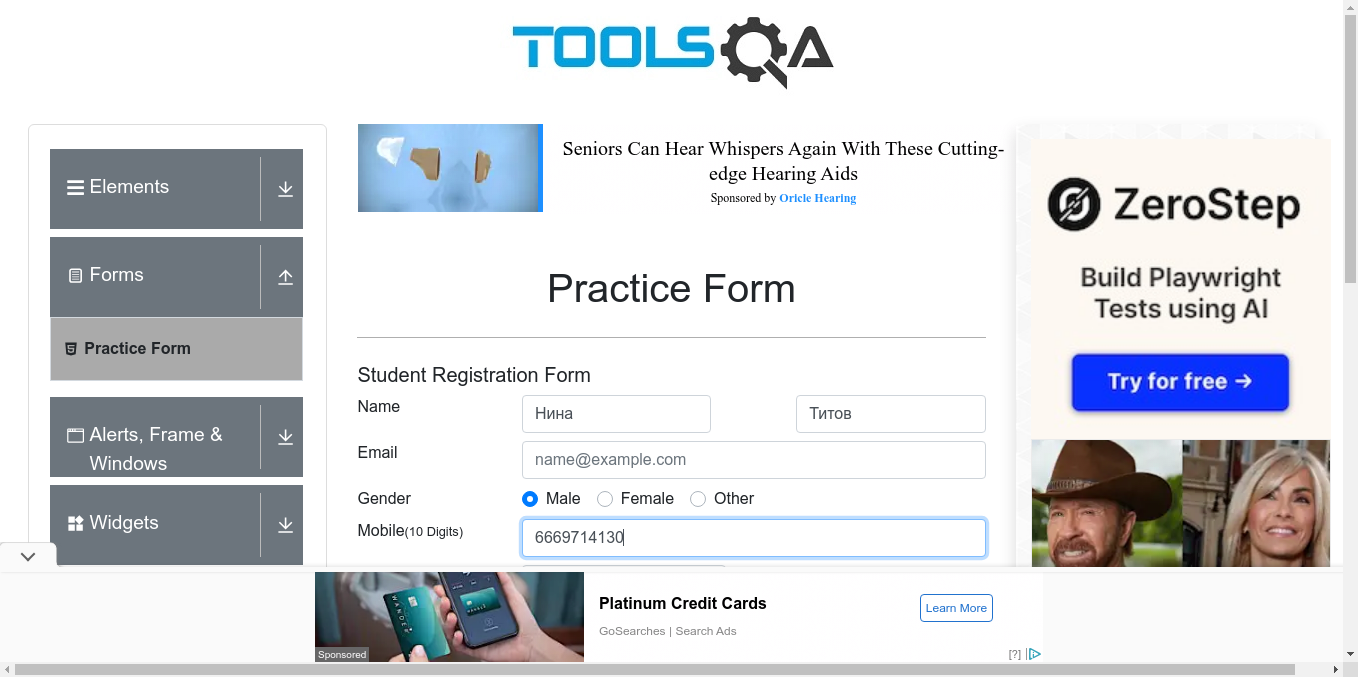 TOOLSQA
Elements
Forms
Practice Form
Alerts, Frame &
Windows
Widgets
Seniors Can Hear Whispers Again With These Cutting-
edge Hearing Aids
Sponsored by Oricle Hearing
Practice Form
Student Registration Form
Name
Нина
Титов
Email
name@example.com
Gender
Male
Female
Other
Mobile(10 Digits)
6669714130
ZeroStep
Build Playwright
Tests using AI
Try for free →
WANDER
Sponsored
Platinum Credit Cards
GoSearches | Search Ads
Learn More
[?]